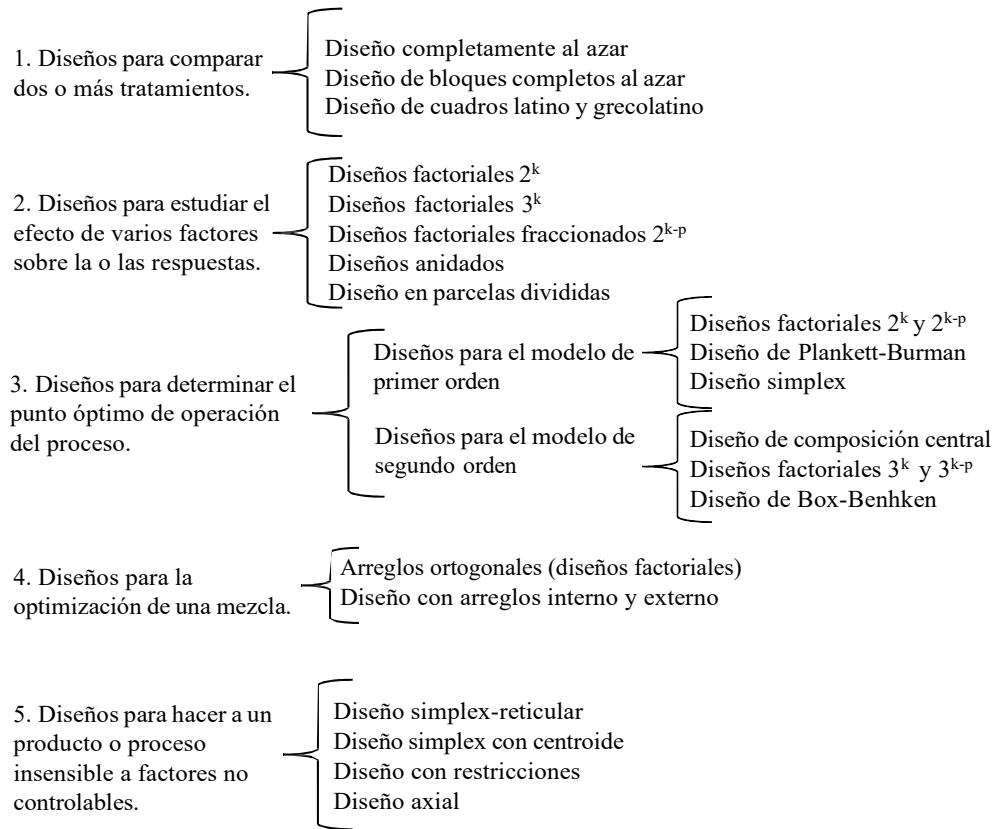 1. Diseños para comparar
dos o más tratamientos.
Diseño completamente al azar
Diseño de bloques completos al azar
Diseño de cuadros latino y grecolatino
2. Diseños para estudiar el
efecto de varios factores
sobre la o las respuestas.
Diseños factoriales 2ᵏ
Diseños factoriales 3ᵏ
Diseños factoriales fraccionados 2ᵏ⁻ᵖ
Diseños anidados
Diseño en parcelas divididas
3. Diseños para determinar el
punto óptimo de operación
del proceso.
Diseños para el modelo de
primer orden
Diseños factoriales 2ᵏ y 2ᵏ⁻ᵖ
Diseño de Plankett-Burman
Diseño simplex
Diseños para el modelo de
segundo orden
Diseño de composición central
Diseños factoriales 3ᵏ y 3ᵏ⁻ᵖ
Diseño de Box-Benhken
4. Diseños para la
optimización de una mezcla.
Arreglos ortogonales (diseños factoriales)
Diseño con arreglos interno y externo
5. Diseños para hacer a un
producto o proceso
insensible a factores no
controlables.
Diseño simplex-reticular
Diseño simplex con centroide
Diseño con restricciones
Diseño axial